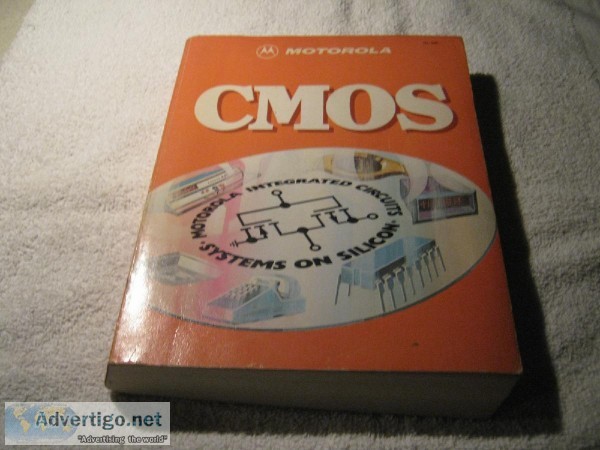 MOTOROLA
CMOS
MOTOROLA INTEGRATED CIRCUITS
· SYSTEMS ON SILICON ·
Advertigo.net
"Advertising the world"